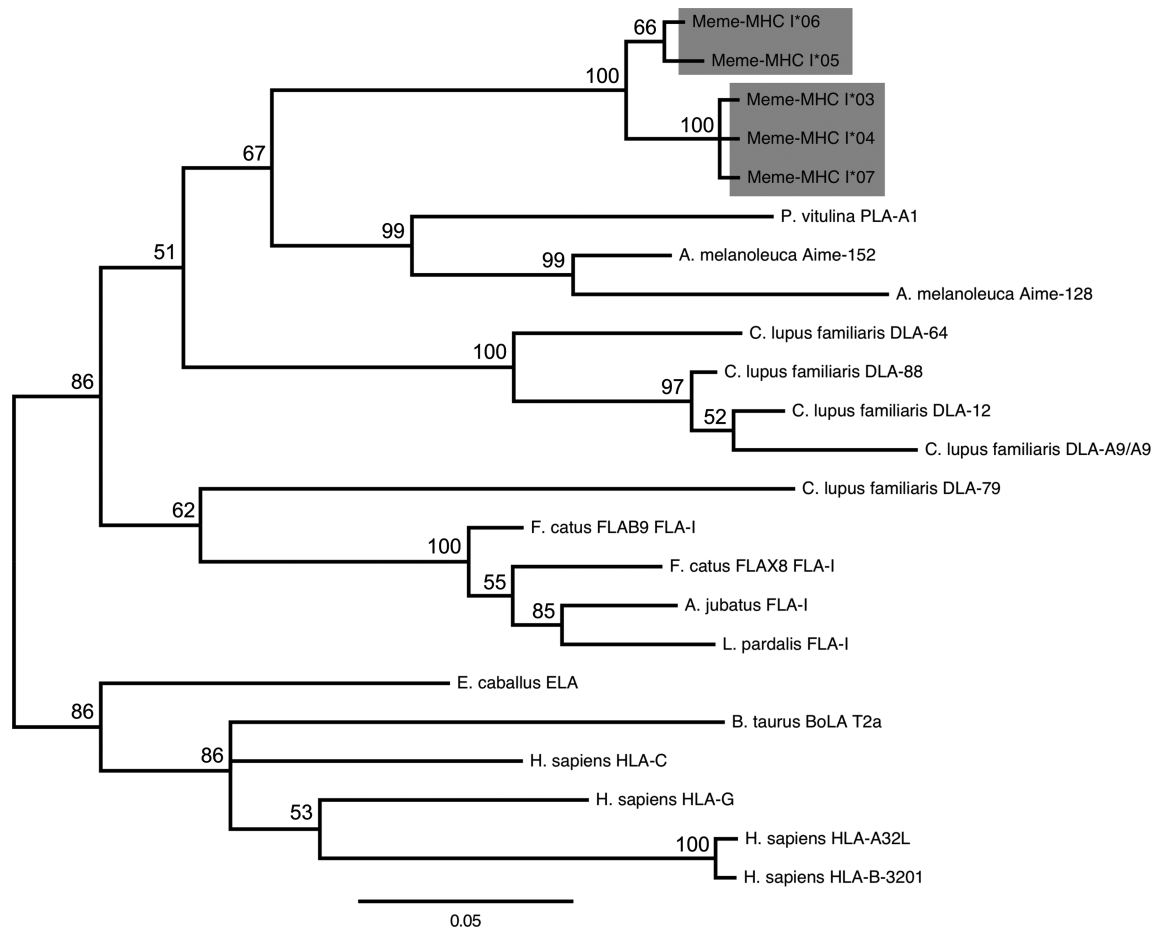 66
Meme-MHC I*06
Meme-MHC I*05
100
Meme-MHC I*03
100
Meme-MHC I*04
67
Meme-MHC I*07
P. vitulina PLA-A1
99
51
99
A. melanoleuca Aime-152
A. melanoleuca Aime-128
C. lupus familiaris DLA-64
100
C. lupus familiaris DLA-88
86
97
C. lupus familiaris DLA-12
52
C. lupus familiaris DLA-A9/A9
C. lupus familiaris DLA-79
62
F. catus FLAB9 FLA-I
100
F. catus FLAX8 FLA-I
55
A. jubatus FLA-I
85
L. pardalis FLA-I
E. caballus ELA
86
B. taurus BoLA T2a
86
H. sapiens HLA-C
H. sapiens HLA-G
53
H. sapiens HLA-A32L
100
H. sapiens HLA-B-3201
0.05